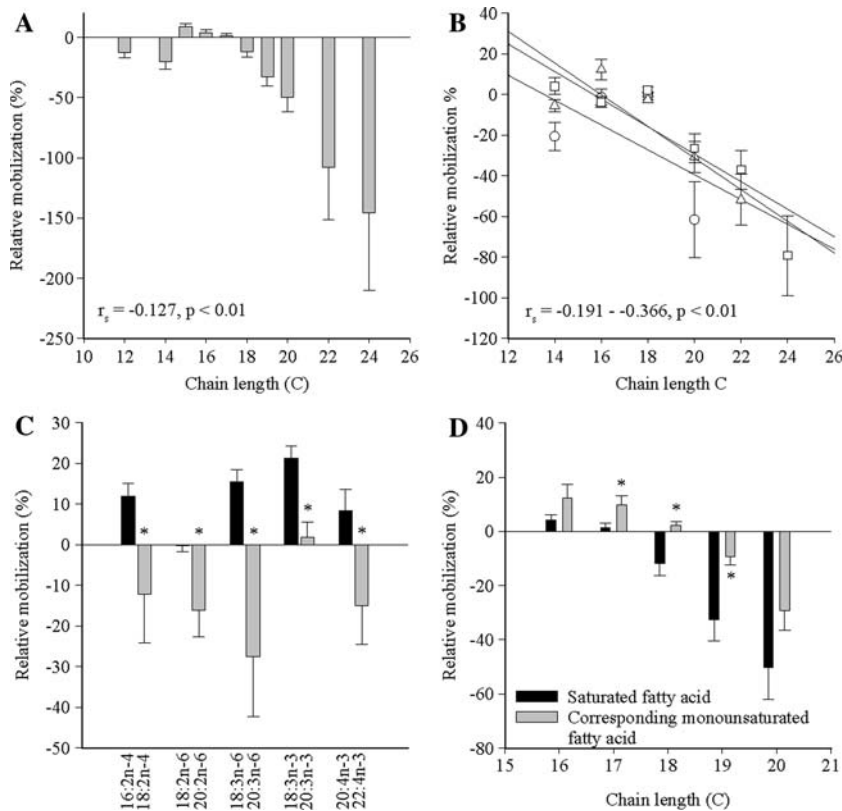 A
Relative mobilization (%)
0
-50
-100
-150
-200
-250
r_s = -0.127, p < 0.01
10 12 14 16 18 20 22 24 26
Chain length (C)
B
Relative mobilization %
40
20
0
-20
-40
-60
-80
-100
-120
r_s = -0.191 - -0.366, p < 0.01
12 14 16 18 20 22 24 26
Chain length C
C
Relative mobilization (%)
30
20
10
0
-10
-20
-30
-40
-50
* * * * *
16:2n-4
18:2n-4
18:2n-6
20:2n-6
18:3n-6
20:3n-6
18:3n-3
20:3n-3
20:4n-3
22:4n-3
D
Relative mobilization (%)
40
20
0
-20
-40
-60
-80
* * *
Saturated fatty acid
Corresponding monounsaturated
fatty acid
15 16 17 18 19 20 21
Chain length (C)